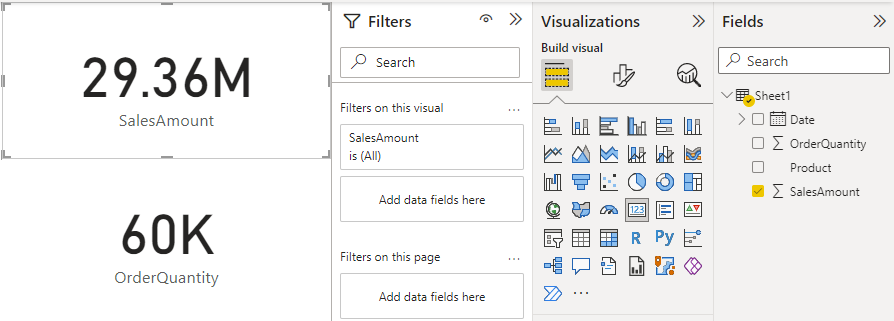 29.36M
SalesAmount
60K
OrderQuantity
Filters
Search
Filters on this visual
...
SalesAmount
is (All)
Add data fields here
Filters on this page
...
Add data fields here
Visualizations
Build visual
123
R
Py
...
Fields
Search
Sheet1
Date
OrderQuantity
Product
SalesAmount